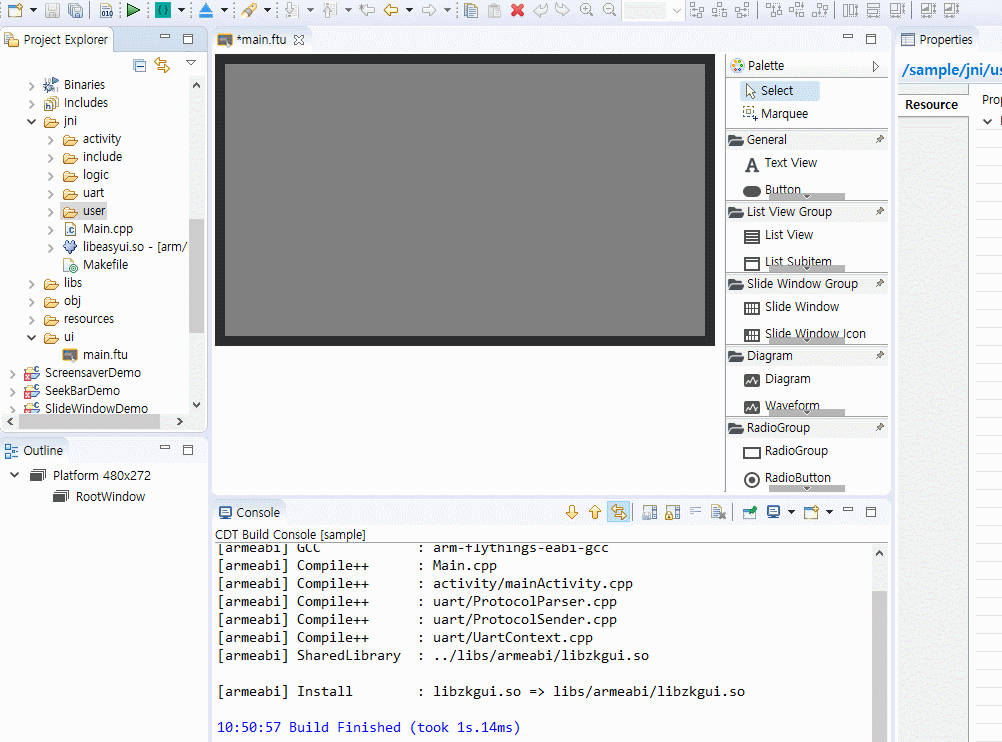 Project Explorer
Binaries
Includes
jni
activity
include
logic
uart
user
Main.cpp
libeasyui.so - [arm/
Makefile
libs
obj
resources
ui
main.ftu
ScreensaverDemo
SeekBarDemo
SlideWindowDemo
Outline
Platform 480x272
RootWindow
*main.ftu
Palette
Select
Marquee
General
Text View
Button
List View Group
List View
List Subitem
Slide Window Group
Slide Window
Slide Window Icon
Diagram
Diagram
Waveform
RadioGroup
RadioGroup
RadioButton
Properties
/sample/jni/us
Resource
Prop
Console
CDT Build Console [sample]
[armeabi] GCC : arm-flythings-eabi-gcc
[armeabi] Compile++ : Main.cpp
[armeabi] Compile++ : activity/mainActivity.cpp
[armeabi] Compile++ : uart/ProtocolParser.cpp
[armeabi] Compile++ : uart/ProtocolSender.cpp
[armeabi] Compile++ : uart/UartContext.cpp
[armeabi] SharedLibrary : ../libs/armeabi/libzkgui.so
[armeabi] Install : libzkgui.so => libs/armeabi/libzkgui.so
10:50:57 Build Finished (took 1s.14ms)